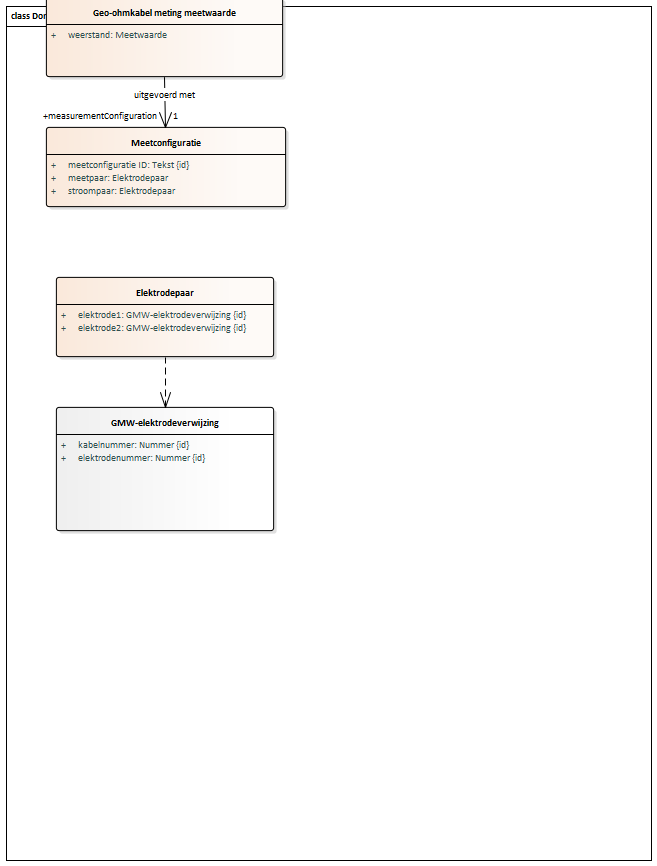 Geo-ohmkabel meting meetwaarde
class Dor
+ weerstand: Meetwaarde
uitgevoerd met
+measurementConfiguration 1
Meetconfiguratie
+ meetconfiguratie ID: Tekst {id}
+ meetpaar: Elektrodepaar
+ stroompaar: Elektrodepaar
Elektrodepaar
+ elektrode1: GMW-elektrodeverwijzing {id}
+ elektrode2: GMW-elektrodeverwijzing {id}
GMW-elektrodeverwijzing
+ kabelnummer: Nummer {id}
+ elektrodenummer: Nummer {id}